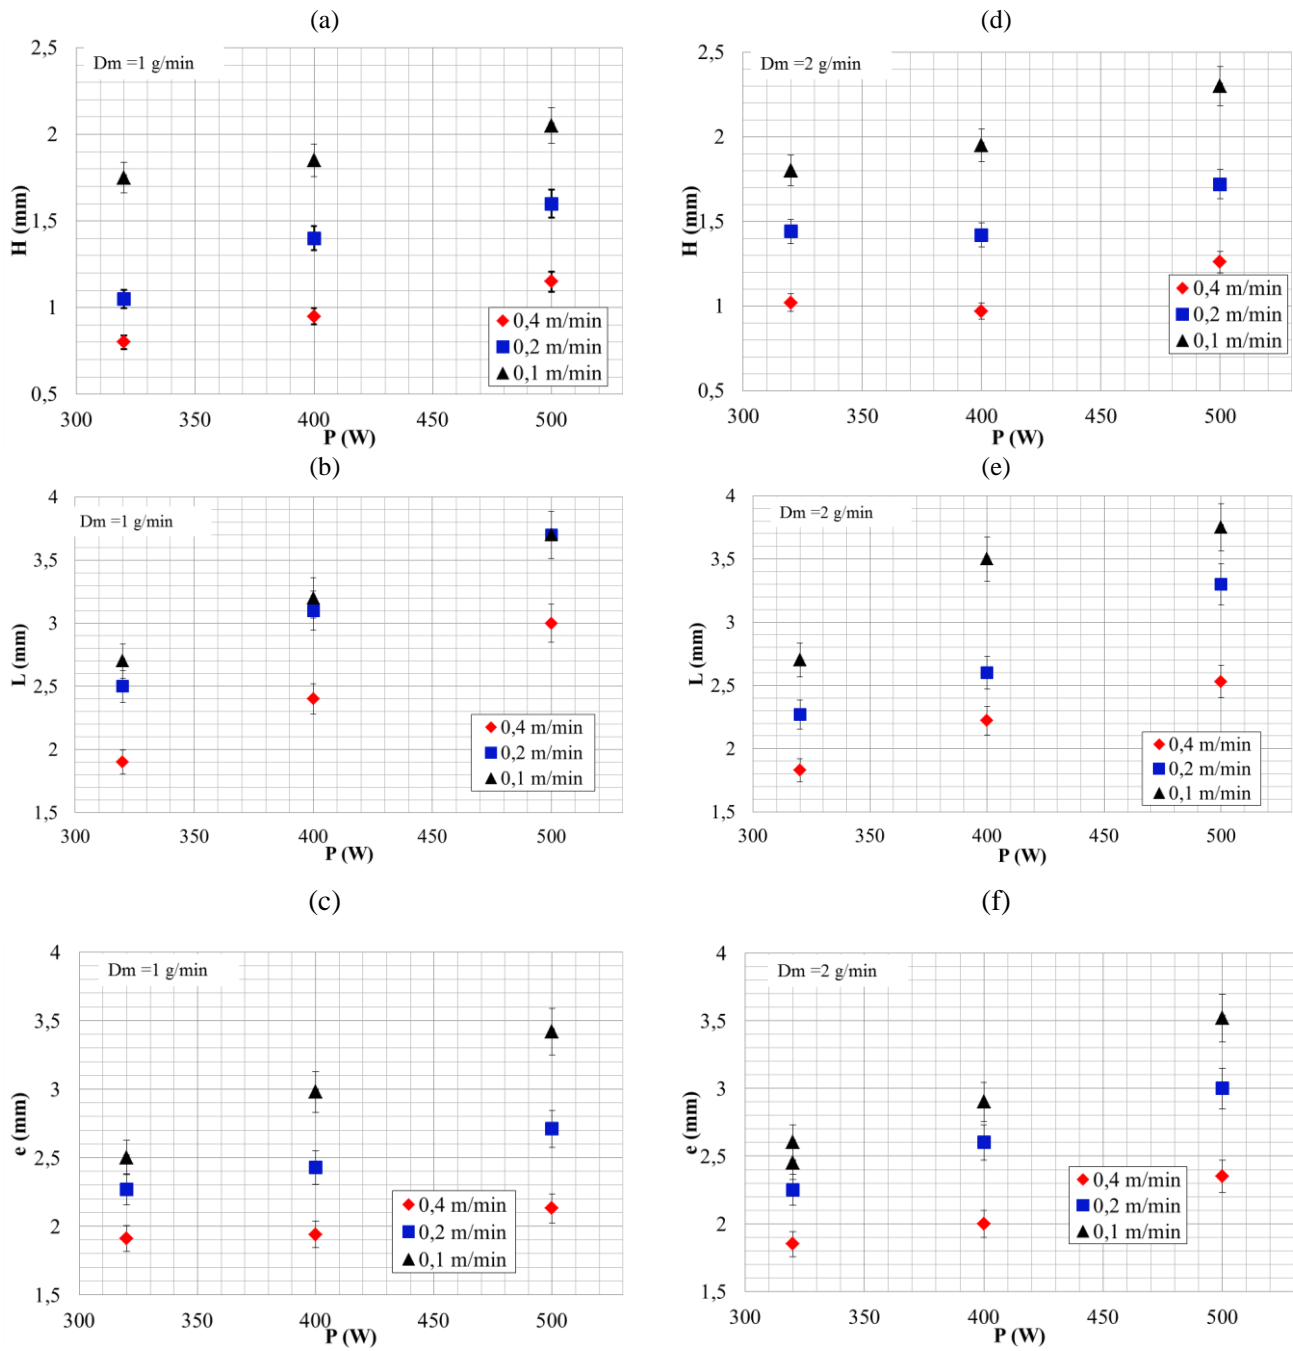 (a)
Dm =1 g/min
2,5
2
1,5
1
0,5
H (mm)
300
350
400
450
500
P (W)
0,4 m/min
0,2 m/min
0,1 m/min
(d)
Dm =2 g/min
2,5
2
1,5
1
0,5
H (mm)
300
350
400
450
500
P (W)
0,4 m/min
0,2 m/min
0,1 m/min
(b)
Dm =1 g/min
4
3,5
3
2,5
2
1,5
L (mm)
300
350
400
450
500
P (W)
0,4 m/min
0,2 m/min
0,1 m/min
(e)
Dm =2 g/min
4
3,5
3
2,5
2
1,5
L (mm)
300
350
400
450
500
P (W)
0,4 m/min
0,2 m/min
0,1 m/min
(c)
Dm =1 g/min
4
3,5
3
2,5
2
1,5
e (mm)
300
350
400
450
500
P (W)
0,4 m/min
0,2 m/min
0,1 m/min
(f)
Dm =2 g/min
4
3,5
3
2,5
2
1,5
e (mm)
300
350
400
450
500
P (W)
0,4 m/min
0,2 m/min
0,1 m/min